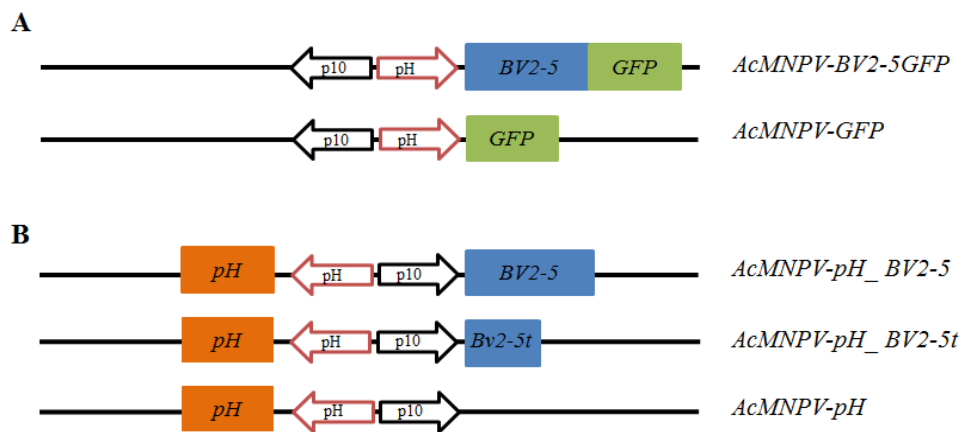 A
p10 pH BV2-5 GFP AcMNPV-BV2-5GFP
p10 pH GFP AcMNPV-GFP
B
pH pH p10 BV2-5 AcMNPV-pH_ BV2-5
pH pH p10 Bv2-5t AcMNPV-pH_ BV2-5t
pH pH p10 AcMNPV-pH